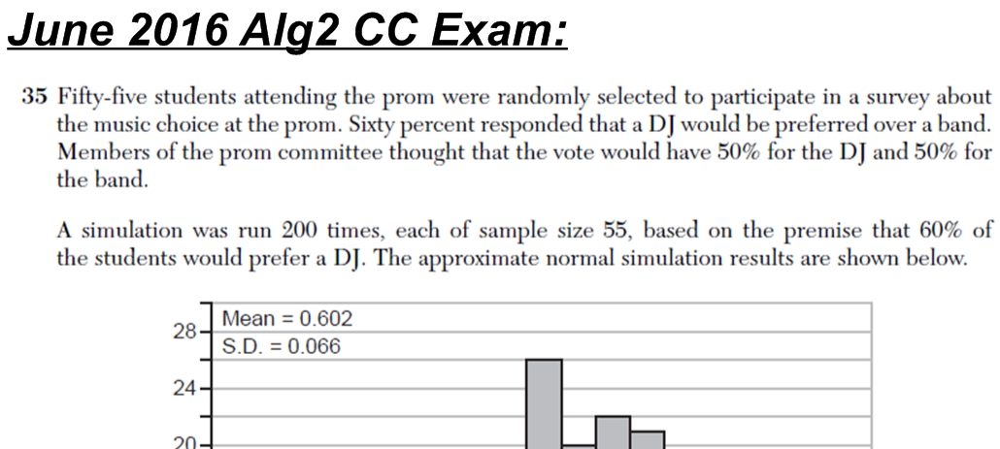 June 2016 Alg2 CC Exam:
35 Fifty-five students attending the prom were randomly selected to participate in a survey about
the music choice at the prom. Sixty percent responded that a DJ would be preferred over a band.
Members of the prom committee thought that the vote would have 50% for the DJ and 50% for
the band.
A simulation was run 200 times, each of sample size 55, based on the premise that 60% of
the students would prefer a DJ. The approximate normal simulation results are shown below.
Mean = 0.602
28
S.D. = 0.066
24
20